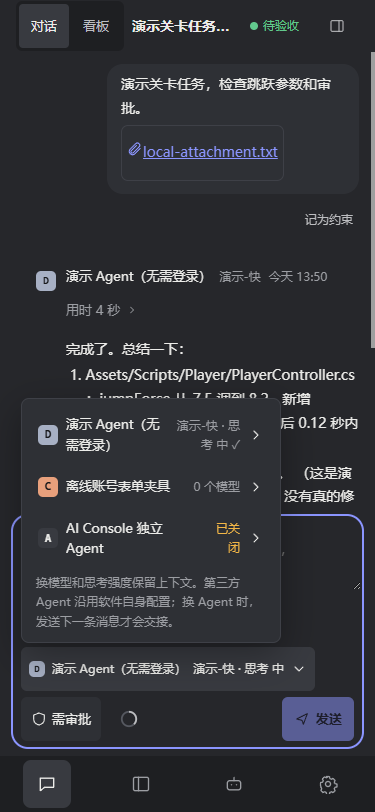 对话
看板
演示关卡任务...
待验收
演示关卡任务，检查跳跃参数和审
批。
local-attachment.txt
记为约束
D
演示 Agent（无需登录）
演示-快
今天 13:50
用时 4 秒
完成了。总结一下：
1. Assets/Scripts/Player/PlayerController.cs
新增
后 0.12 秒内
D
演示 Agent（无
需登录）
演示-快 · 思
考 中 ✓
（这是演
C
离线账号表单夹具
0 个模型
没有真的修
A
AI Console 独立
Agent
已关
闭
换模型和思考强度保留上下文。第三方
Agent 沿用软件自身配置；换 Agent 时，
发送下一条消息才会交接。
D
演示 Agent（无需登录）
演示-快 · 思考 中
需审批
发送